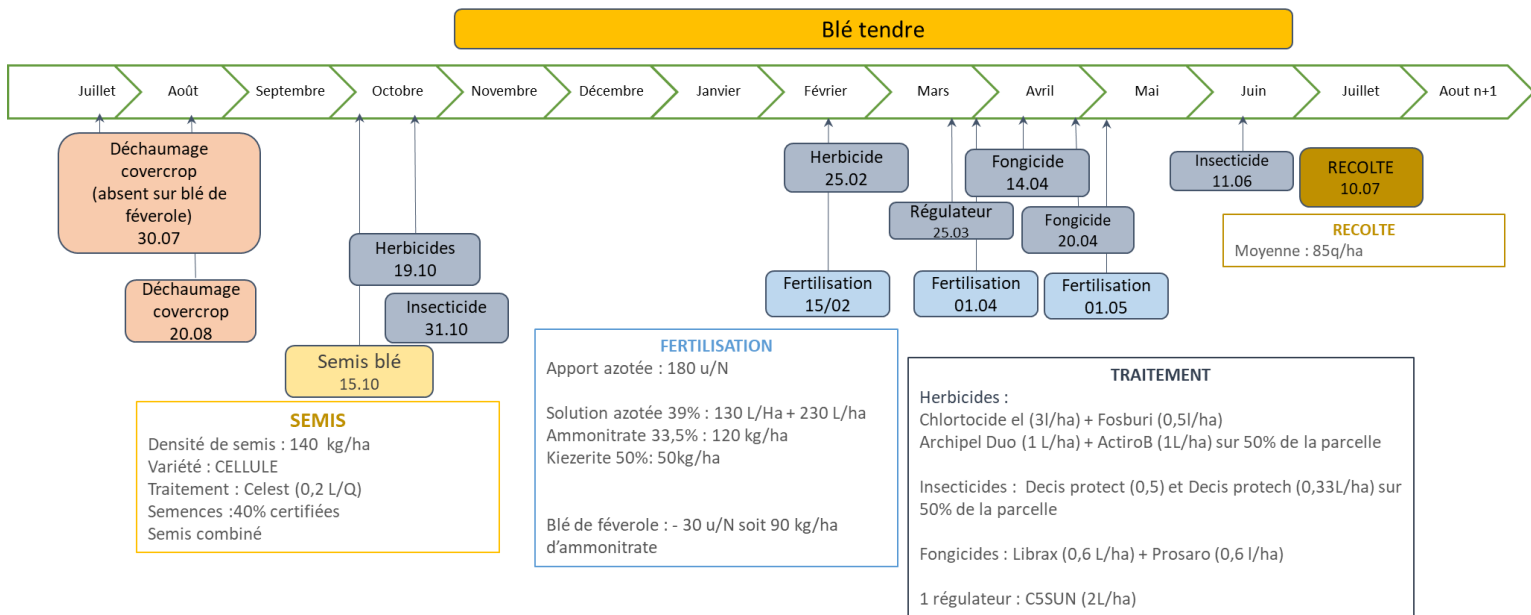 Blé tendre
Juillet
Août
Septembre
Octobre
Novembre
Décembre
Janvier
Février
Mars
Avril
Mai
Juin
Juillet
Aout n+1
Déchaumage
covercrop
(absent sur blé de
féverole)
30.07
Déchaumage
covercrop
20.08
Herbicides
19.10
Insecticide
31.10
Semis blé
15.10
Herbicide
25.02
Fertilisation
15/02
Régulateur
25.03
Fongicide
14.04
Fongicide
20.04
Fertilisation
01.04
Fertilisation
01.05
Insecticide
11.06
RECOLTE
10.07
RECOLTE
Moyenne : 85q/ha
SEMIS
Densité de semis : 140 kg/ha
Variété : CELLULE
Traitement : Celest (0,2 L/Q)
Semences :40% certifiées
Semis combiné
FERTILISATION
Apport azotée : 180 u/N
Solution azotée 39% : 130 L/Ha + 230 L/ha
Ammonitrate 33,5% : 120 kg/ha
Kiezerite 50%: 50kg/ha
Blé de féverole : - 30 u/N soit 90 kg/ha
d’ammonitrate
TRAITEMENT
Herbicides :
Chlortocide el (3l/ha) + Fosburi (0,5l/ha)
Archipel Duo (1 L/ha) + ActiroB (1L/ha) sur 50% de la parcelle
Insecticides : Decis protect (0,5) et Decis protech (0,33L/ha) sur
50% de la parcelle
Fongicides : Librax (0,6 L/ha) + Prosaro (0,6 l/ha)
1 régulateur : C5SUN (2L/ha)